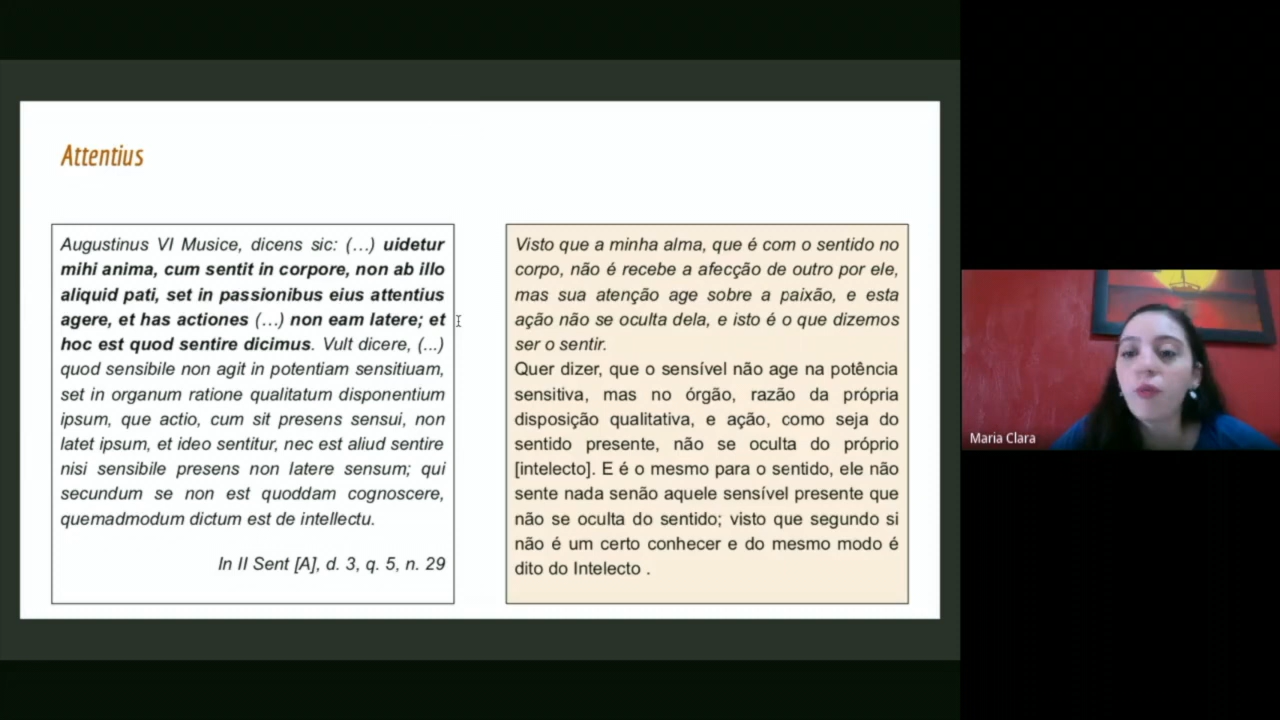 Attentius
Augustinus VI Musice, dicens sic: (…) uidetur
mihi anima, cum sentit in corpore, non ab illo
aliquid pati, set in passionibus eius attentius
agere, et has actiones (…) non eam latere; et
hoc est quod sentire dicimus. Vult dicere, (...)
quod sensibile non agit in potentiam sensitiuam,
set in organum ratione qualitatum disponentium
ipsum, que actio, cum sit presens sensui, non
latet ipsum, et ideo sentitur, nec est aliud sentire
nisi sensibile presens non latere sensum; qui
secundum se non est quoddam cognoscere,
quemadmodum dictum est de intellectu.
In II Sent [A], d. 3, q. 5, n. 29
Visto que a minha alma, que é com o sentido no
corpo, não é recebe a afecção de outro por ele,
mas sua atenção age sobre a paixão, e esta
ação não se oculta dela, e isto é o que dizemos
ser o sentir.
Quer dizer, que o sensível não age na potência
sensitiva, mas no órgão, razão da própria
disposição qualitativa, e ação, como seja do
sentido presente, não se oculta do próprio
[intelecto]. E é o mesmo para o sentido, ele não
sente nada senão aquele sensível presente que
não se oculta do sentido; visto que segundo si
não é um certo conhecer e do mesmo modo é
dito do Intelecto .
Maria Clara